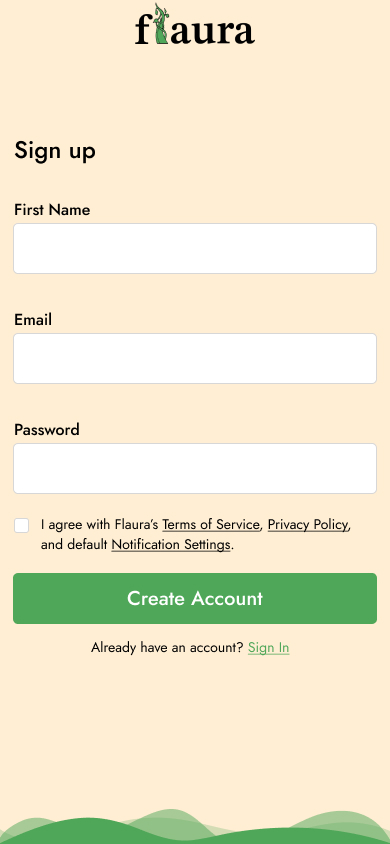 flaura
Sign up
First Name
Email
Password
I agree with Flaura’s Terms of Service, Privacy Policy,
and default Notification Settings.
Create Account
Already have an account? Sign In